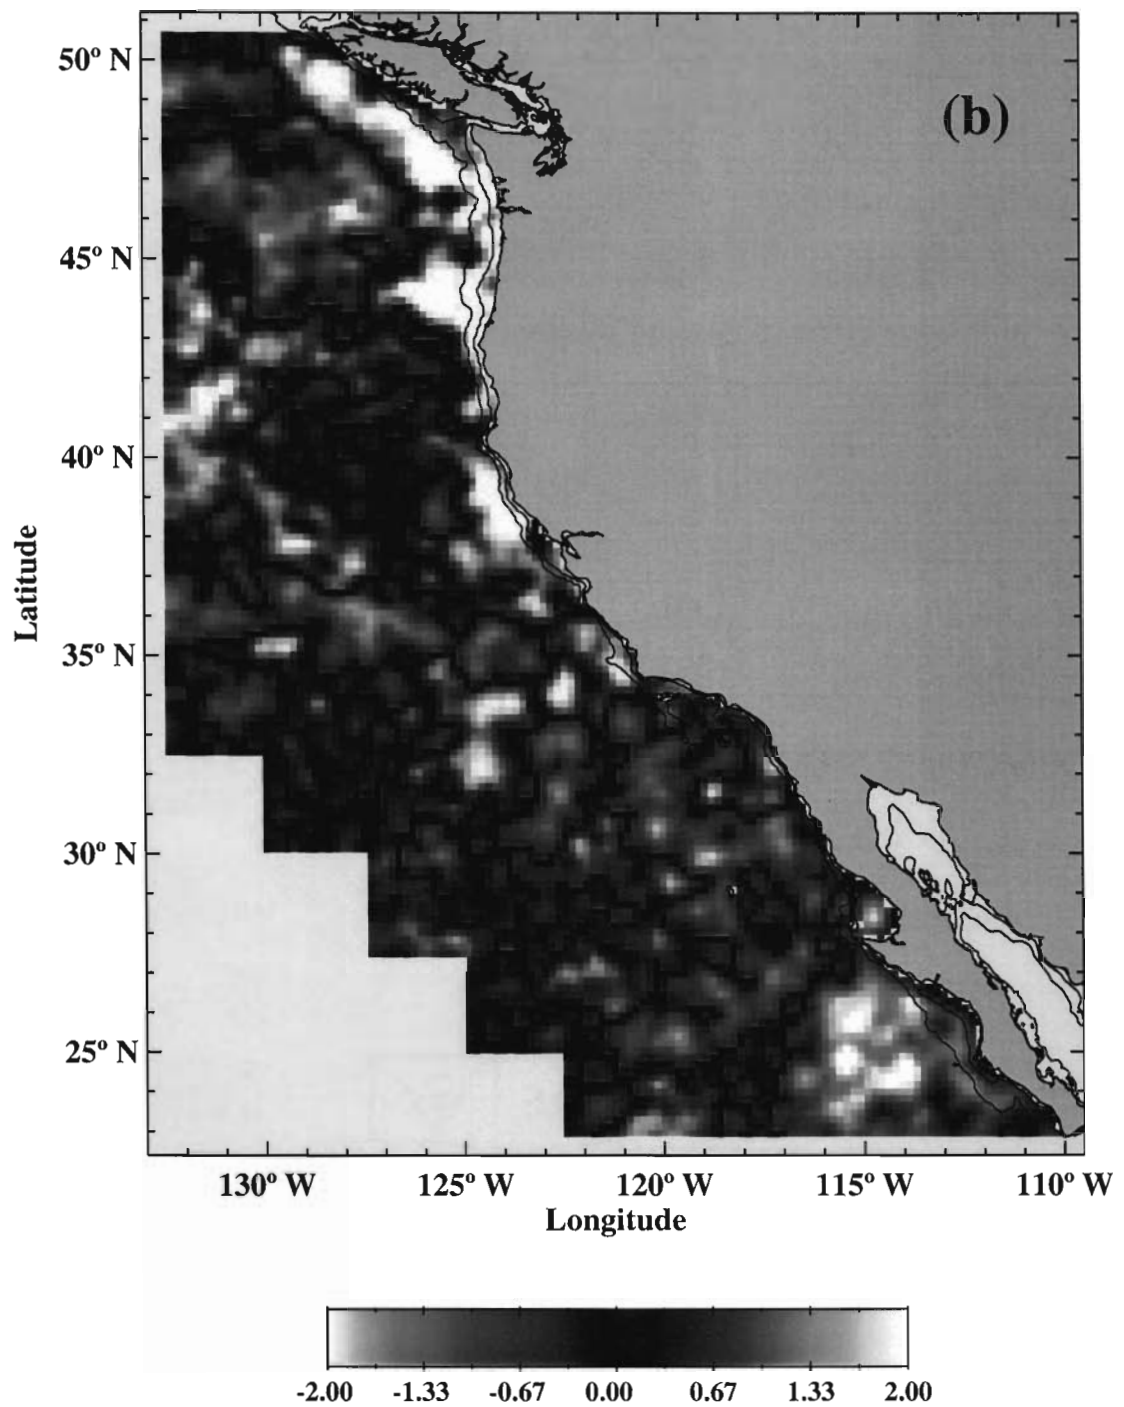 (b)
50° N
45° N
40° N
35° N
30° N
25° N
Latitude
130° W 125° W 120° W 115° W 110° W
Longitude
-2.00 -1.33 -0.67 0.00 0.67 1.33 2.00